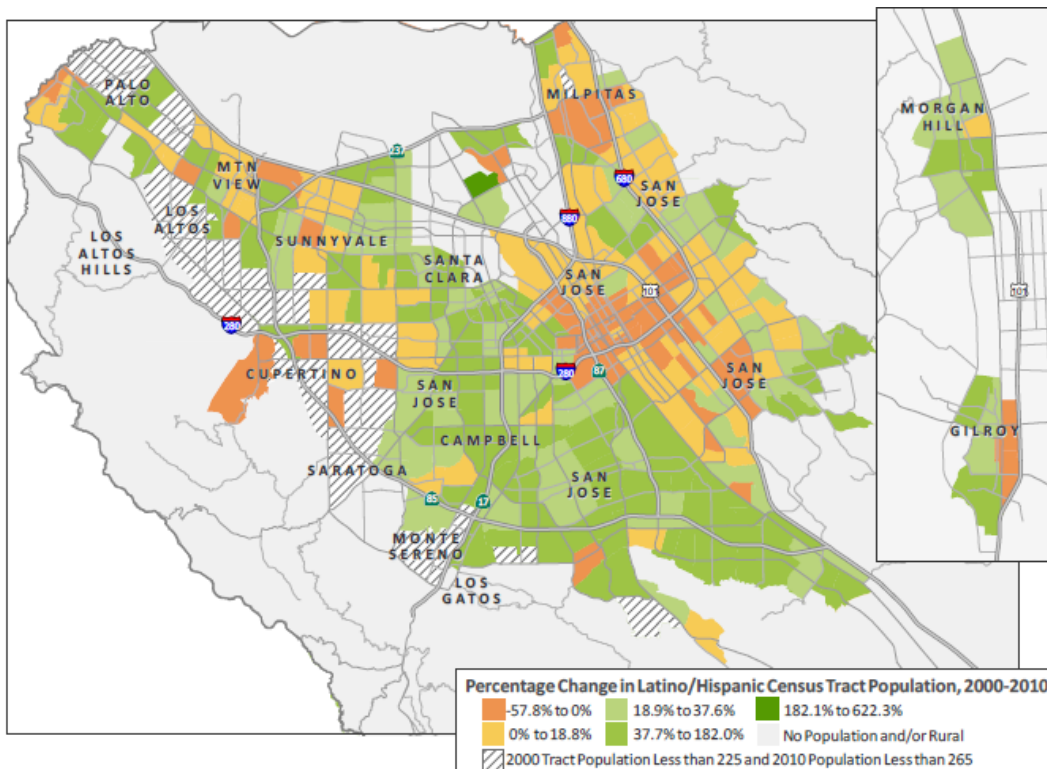 PALO
ALTO
MILPITAS
MORGAN
HILL
237
MTN
VIEW
680
SAN
JOSE
LOS
ALTOS
880
LOS
ALTOS
HILLS
SUNNYVALE
SANTA
CLARA
SAN
JOSE
101
101
280
CUPERTINO
280
87
SAN
JOSE
SAN
JOSE
GILROY
CAMPBELL
SARATOGA
SAN
JOSE
85
17
MONTE
SERENO
LOS
GATOS
Percentage Change in Latino/Hispanic Census Tract Population, 2000-2010
-57.8% to 0% 18.9% to 37.6% 182.1% to 622.3%
0% to 18.8% 37.7% to 182.0% No Population and/or Rural
2000 Tract Population Less than 225 and 2010 Population Less than 265